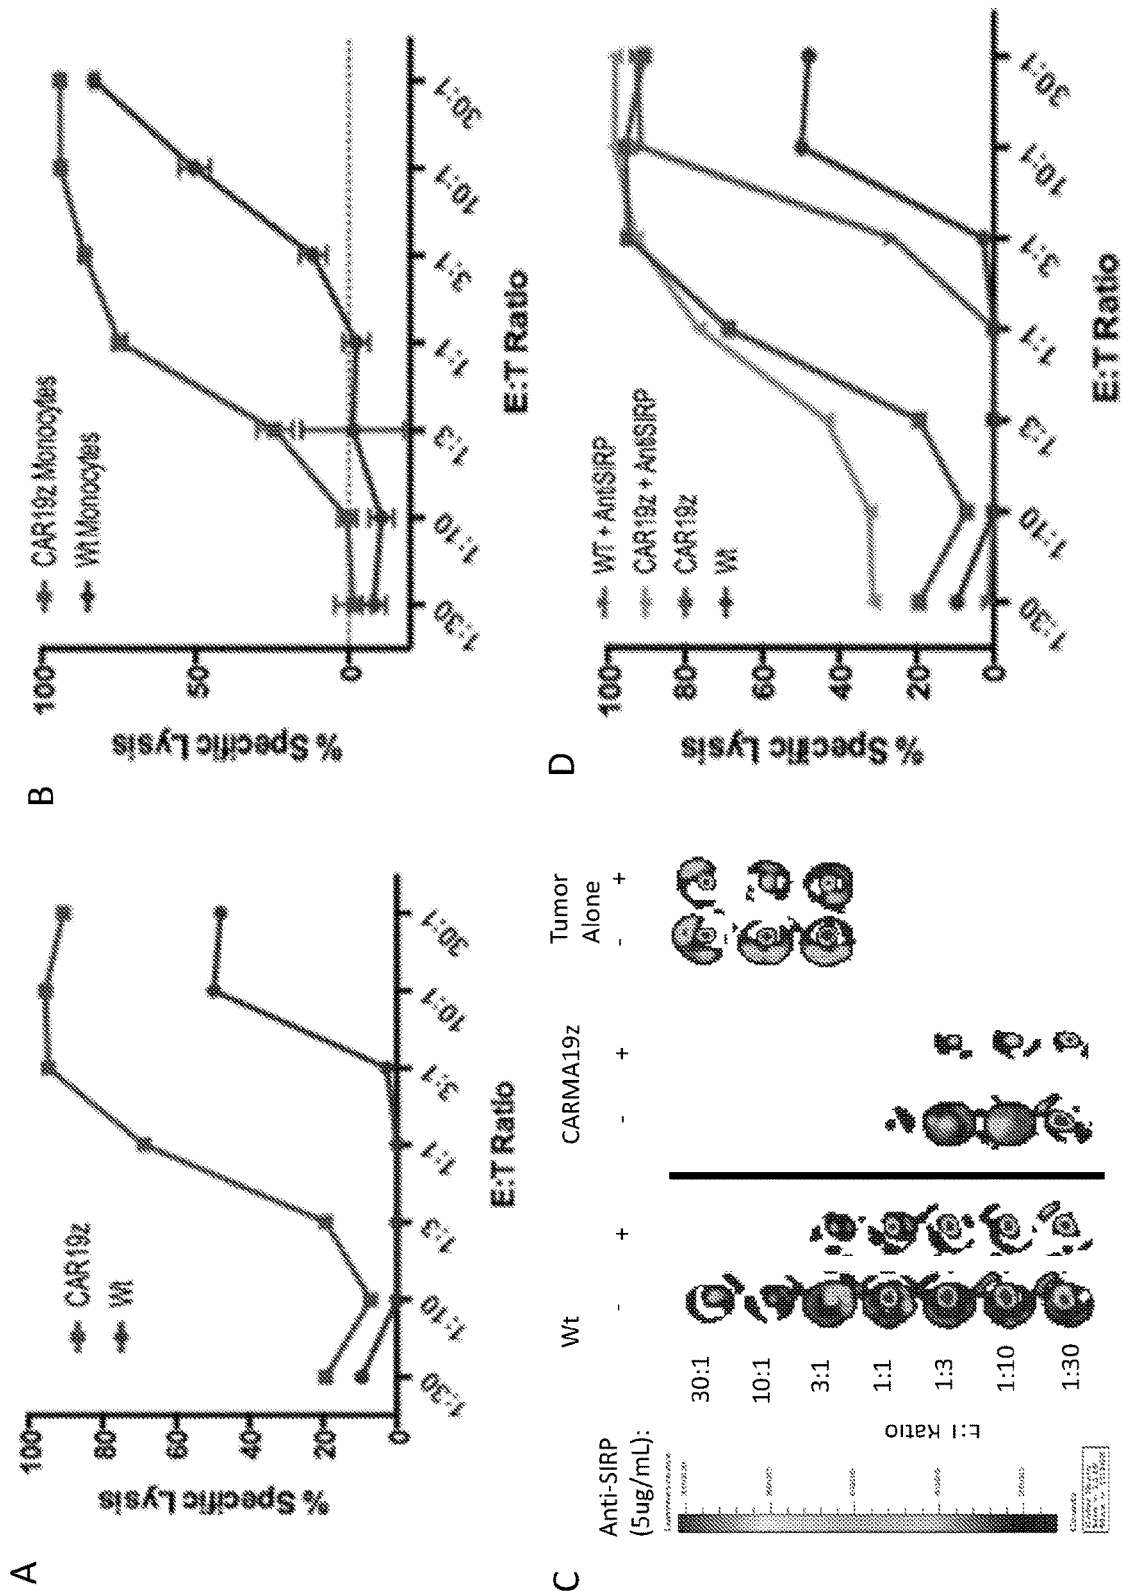 A
% Specific Lysis
100
80
60
40
20
0
CAR19z
Wt
1:30
1:10
1:3
1:1
3:1
10:1
30:1
E:T Ratio
B
% Specific Lysis
100
50
0
CAR19z Monocytes
Wt Monocytes
1:30
1:10
1:3
1:1
3:1
10:1
30:1
E:T Ratio
C
Anti-SIRP
(5ug/mL):
Wt
CARMA19z
Tumor
Alone
- + - + - +
Luminescence
Counts
E:T Ratio
30:1
10:1
3:1
1:1
1:3
1:10
1:30
D
% Specific Lysis
100
80
60
40
20
0
WT + AntiSIRP
CAR19z + AntiSIRP
CAR19z
Wt
1:30
1:10
1:3
1:1
3:1
10:1
30:1
E:T Ratio